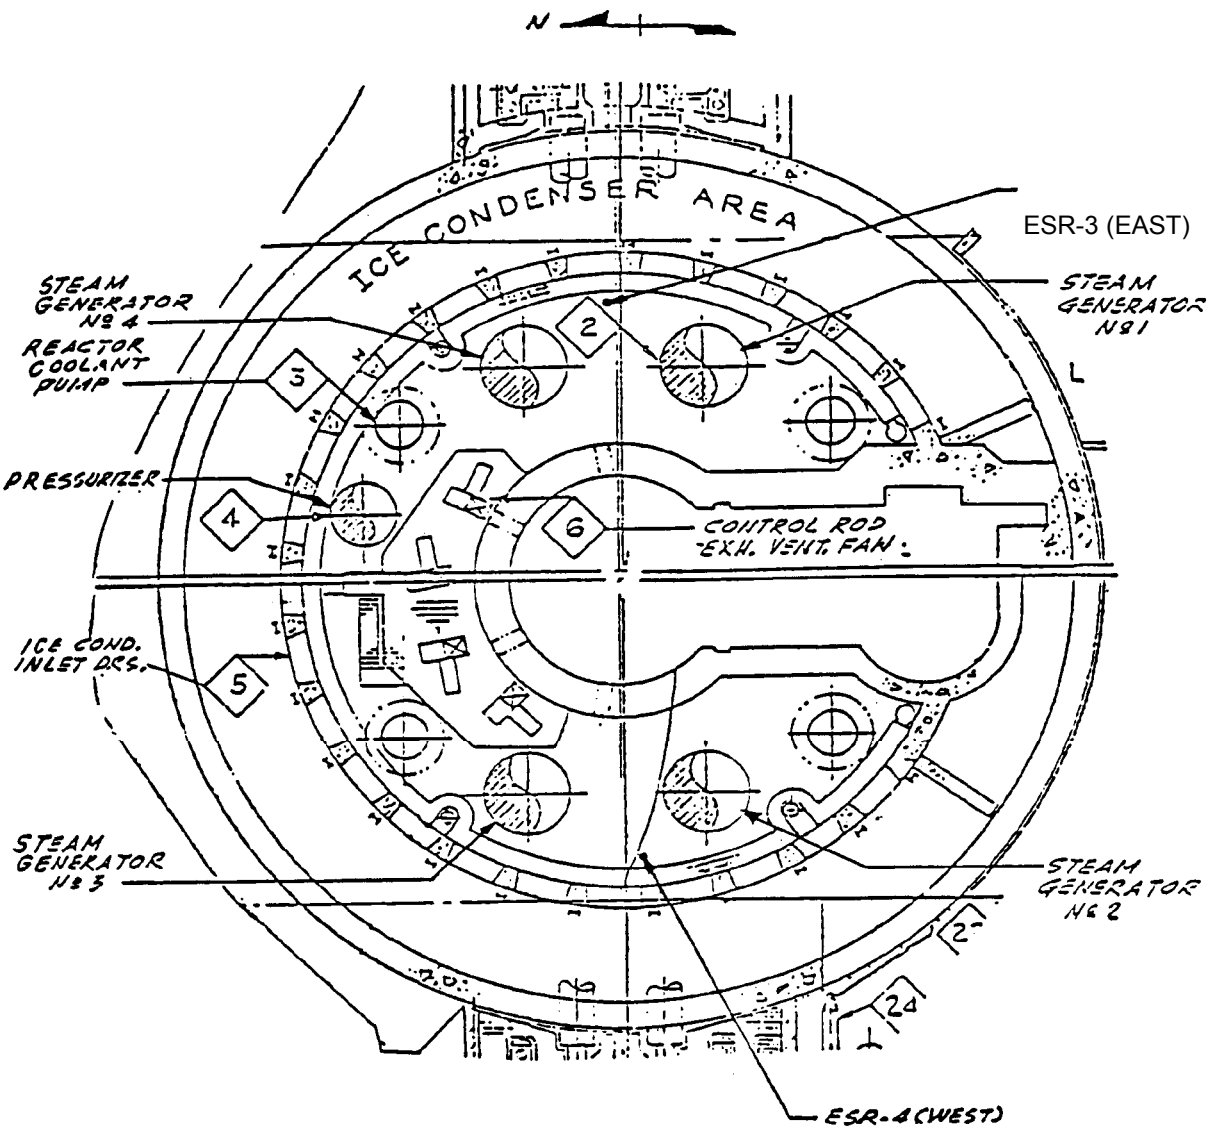 N
ICE CONDENSER AREA
ESR-3 (EAST)
STEAM
GENERATOR
Nº 4
2
STEAM
GENERATOR
Nº1
REACTOR
COOLANT
PUMP
3
L
PRESSURIZER
4
6
CONTROL ROD
EXH. VENT. FAN
ICE COND.
INLET DRS.
5
STEAM
GENERATOR
Nº 3
STEAM
GENERATOR
Nº 2
24
ESR-4 (WEST)